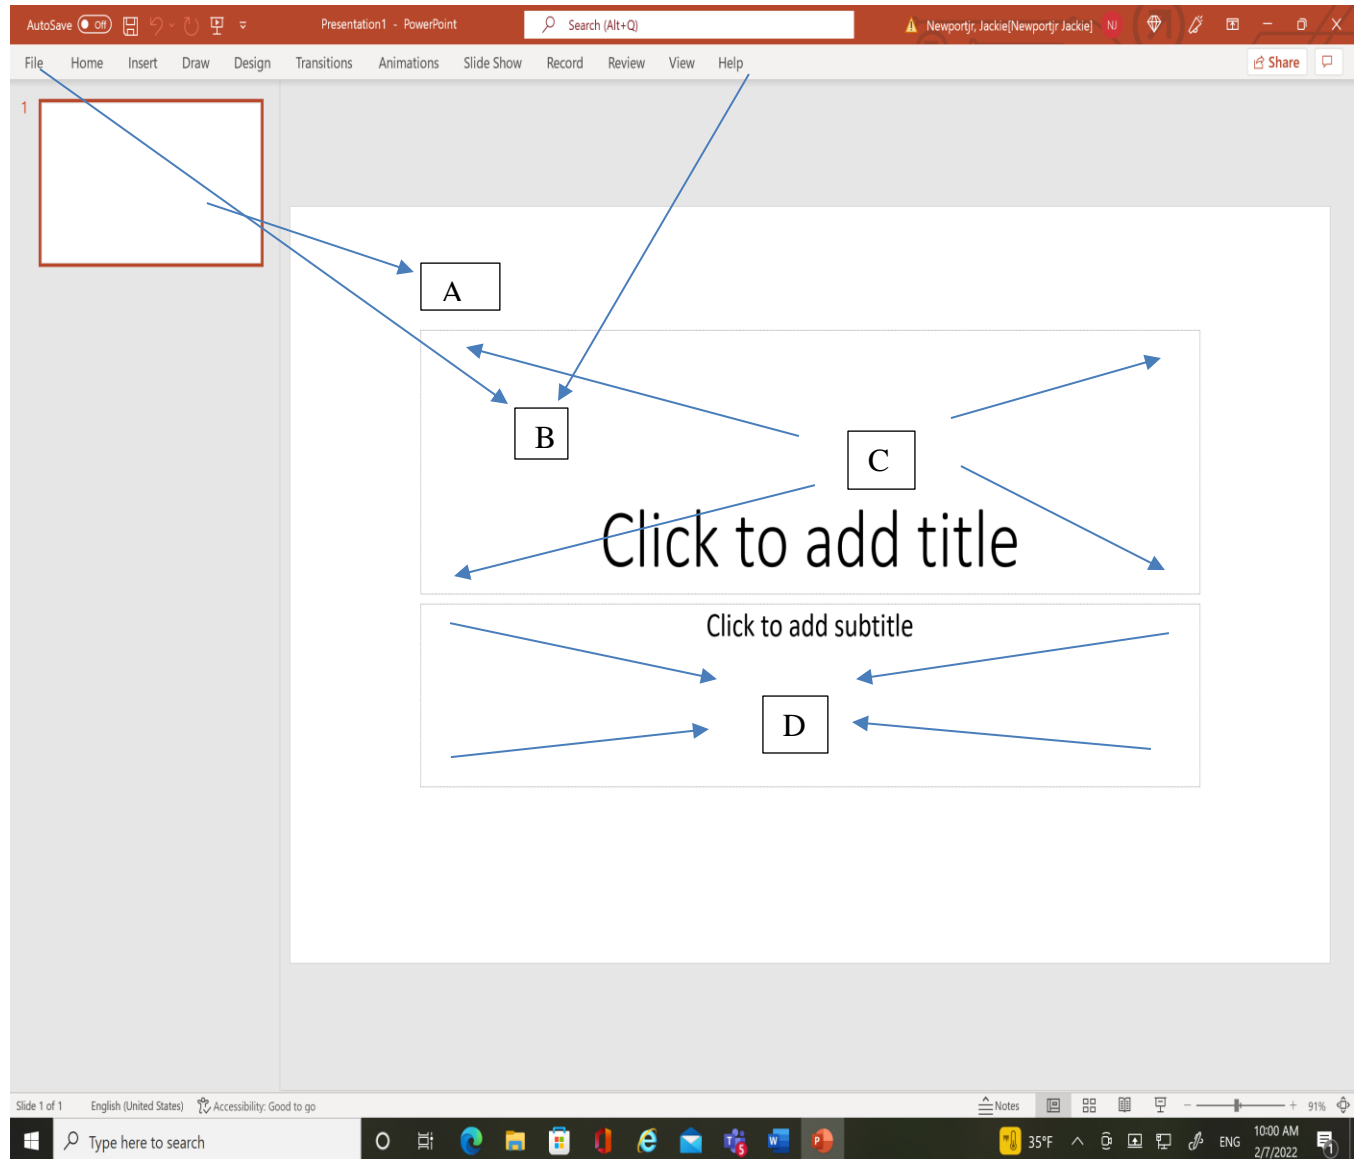 AutoSave Off Presentation1 - PowerPoint Search (Alt+Q) Newportjr, Jackie[Newportjr Jackie] NJ
File Home Insert Draw Design Transitions Animations Slide Show Record Review View Help Share
1
A
B
C
Click to add title
Click to add subtitle
D
Slide 1 of 1 English (United States) Accessibility: Good to go Notes 91%
Type here to search 35°F ENG 10:00 AM
2/7/2022